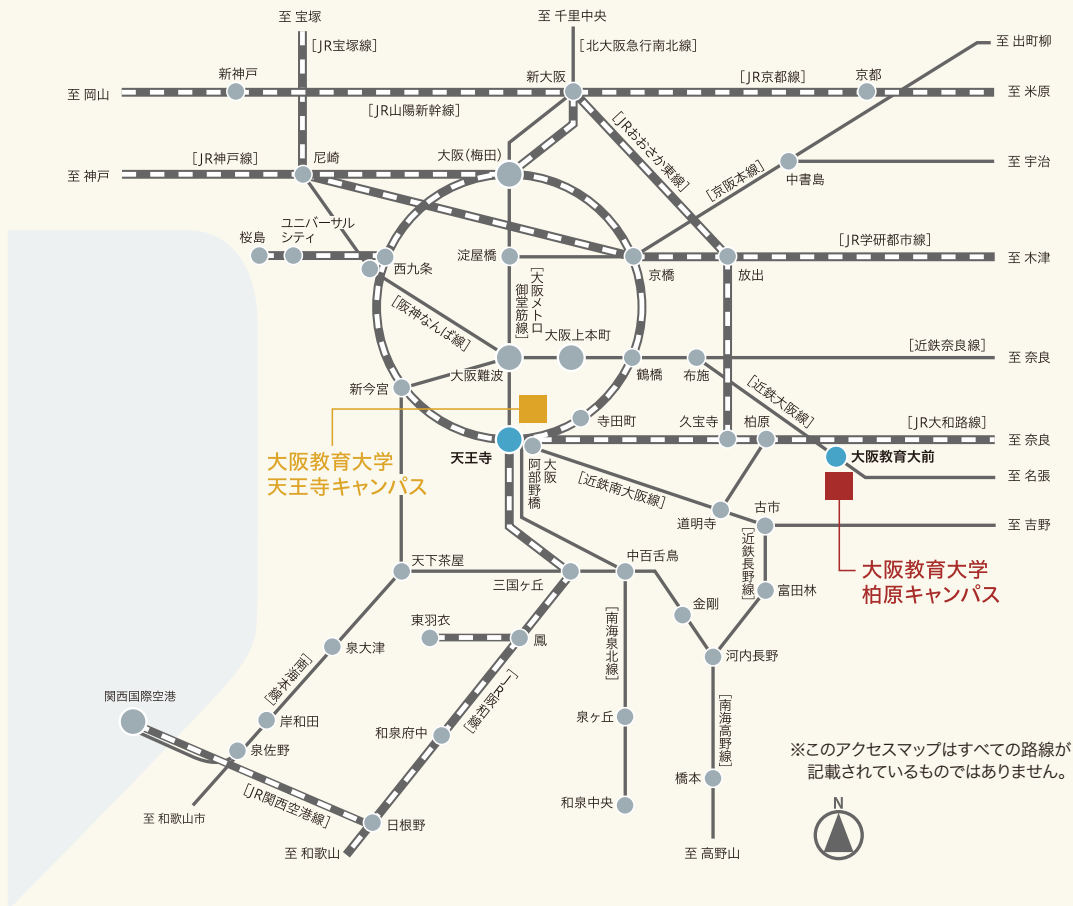 至 宝塚
至 千里中央
［JR宝塚線］
［北大阪急行南北線］
至 出町柳
新神戸
新大阪
［JR京都線］
京都
至 岡山
至 米原
［JR山陽新幹線］
［JRおおさか東線］
［JR神戸線］
尼崎
大阪（梅田）
至 神戸
［京阪本線］
中書島
至 宇治
桜島
ユニバーサル
シティ
西九条
淀屋橋
京橋
放出
［JR学研都市線］
至 木津
［大阪メトロ
御堂筋線］
［阪神なんば線］
大阪上本町
［近鉄奈良線］
新今宮
大阪難波
鶴橋
布施
至 奈良
［近鉄大阪線］
寺田町
久宝寺
柏原
［JR大和路線］
至 奈良
大阪教育大学
天王寺キャンパス
天王寺
大阪
阿部野橋
［近鉄南大阪線］
大阪教育大前
至 名張
道明寺
古市
至 吉野
［近鉄長野線］
大阪教育大学
柏原キャンパス
天下茶屋
三国ヶ丘
中百舌鳥
富田林
金剛
東羽衣
鳳
［南海泉北線］
河内長野
泉大津
［南海本線］
［JR阪和線］
［南海高野線］
関西国際空港
岸和田
和泉府中
泉ヶ丘
泉佐野
橋本
※このアクセスマップはすべての路線が
記載されているものではありません。
［JR関西空港線］
和泉中央
至 和歌山市
日根野
至 和歌山
至 高野山
N